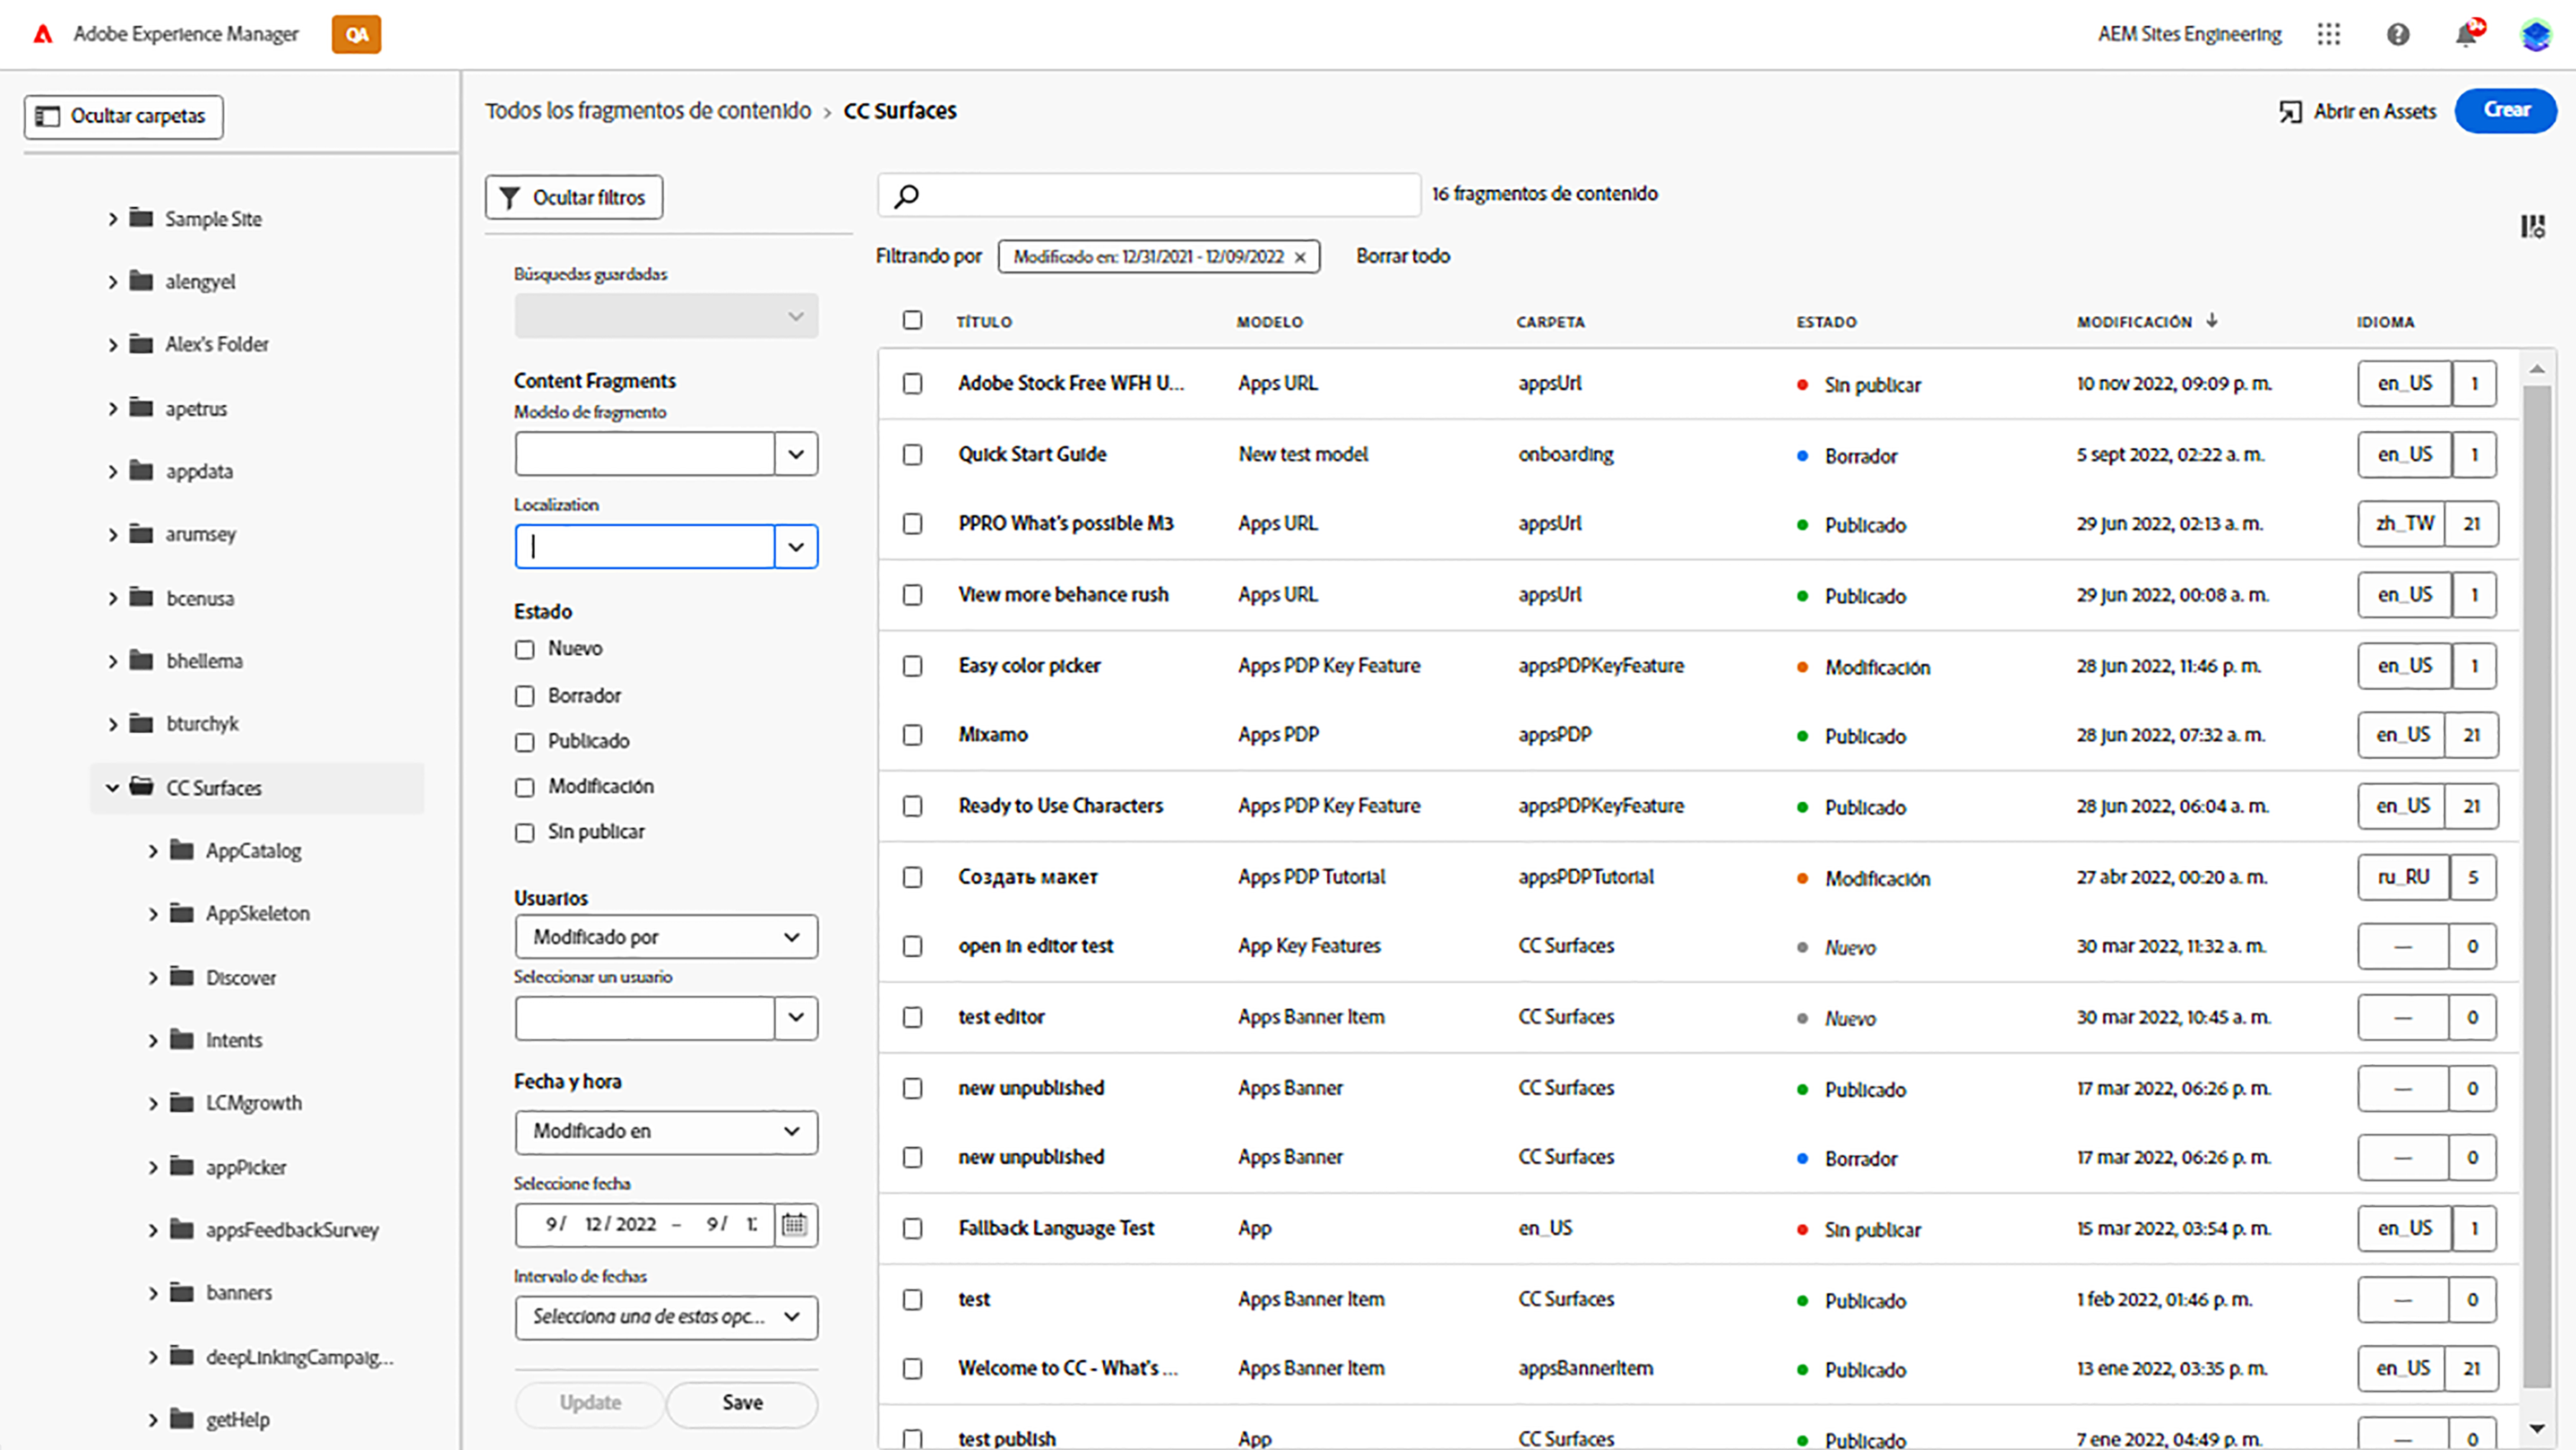 Adobe Experience Manager QA AEM Sites Engineering 9+
Ocultar carpetas
Sample Site
alengyel
Alex's Folder
apetrus
appdata
arumsey
bcenusa
bhellema
bturchyk
CC Surfaces
AppCatalog
AppSkeleton
Discover
Intents
LCMgrowth
appPicker
appsFeedbackSurvey
banners
deepLinkingCampaig...
getHelp
Todos los fragmentos de contenido › CC Surfaces
Abrir en Assets
Crear
Ocultar filtros
Búsquedas guardadas
Content Fragments
Modelo de fragmento
Localization
Estado
Nuevo
Borrador
Publicado
Modificación
Sin publicar
Usuarios
Modificado por
Seleccionar un usuario
Fecha y hora
Modificado en
Seleccione fecha
9/ 12/ 2022 – 9/
Intervalo de fechas
Selecciona una de estas opc...
Update Save
16 fragmentos de contenido
Filtrando por Modificado en: 12/31/2021 - 12/09/2022 × Borrar todo
TÍTULO MODELO CARPETA ESTADO MODIFICACIÓN ↓ IDIOMA
Adobe Stock Free WFH U... Apps URL appsUrl Sin publicar 10 nov 2022, 09:09 p. m. en_US 1
Quick Start Guide New test model onboarding Borrador 5 sept 2022, 02:22 a. m. en_US 1
PPRO What's possible M3 Apps URL appsUrl Publicado 29 jun 2022, 02:13 a. m. zh_TW 21
View more behance rush Apps URL appsUrl Publicado 29 jun 2022, 00:08 a. m. en_US 1
Easy color picker Apps PDP Key Feature appsPDPKeyFeature Modificación 28 jun 2022, 11:46 p. m. en_US 1
Mixamo Apps PDP appsPDP Publicado 28 jun 2022, 07:32 a. m. en_US 21
Ready to Use Characters Apps PDP Key Feature appsPDPKeyFeature Publicado 28 jun 2022, 06:04 a. m. en_US 21
Создать макет Apps PDP Tutorial appsPDPTutorial Modificación 27 abr 2022, 00:20 a. m. ru_RU 5
open in editor test App Key Features CC Surfaces Nuevo 30 mar 2022, 11:32 a. m. — 0
test editor Apps Banner Item CC Surfaces Nuevo 30 mar 2022, 10:45 a. m. — 0
new unpublished Apps Banner CC Surfaces Publicado 17 mar 2022, 06:26 p. m. — 0
new unpublished Apps Banner CC Surfaces Borrador 17 mar 2022, 06:26 p. m. — 0
Fallback Language Test App en_US Sin publicar 15 mar 2022, 03:54 p. m. en_US 1
test Apps Banner Item CC Surfaces Publicado 1 feb 2022, 01:46 p. m. — 0
Welcome to CC - What's ... Apps Banner Item appsBannerItem Publicado 13 ene 2022, 03:35 p. m. en_US 21
test publish App CC Surfaces Publicado 7 ene 2022, 04:49 p. m. — 0